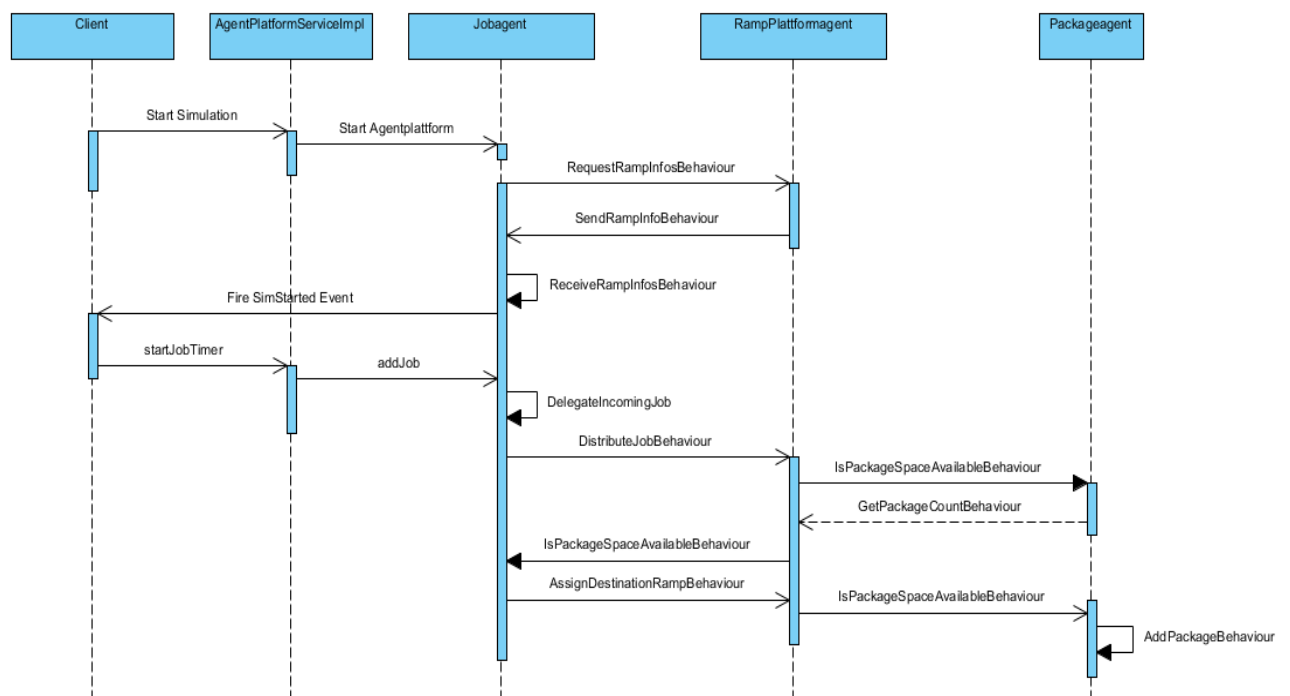 Client
AgentPlatformServiceImpl
Jobagent
RampPlattformagent
Packageagent
Start Simulation
Start Agentplattform
RequestRampInfosBehaviour
SendRampInfoBehaviour
ReceiveRampInfosBehaviour
Fire SimStarted Event
startJobTimer
addJob
DelegateIncomingJob
DistributeJobBehaviour
IsPackageSpaceAvailableBehaviour
GetPackageCountBehaviour
IsPackageSpaceAvailableBehaviour
AssignDestinationRampBehaviour
IsPackageSpaceAvailableBehaviour
AddPackageBehaviour